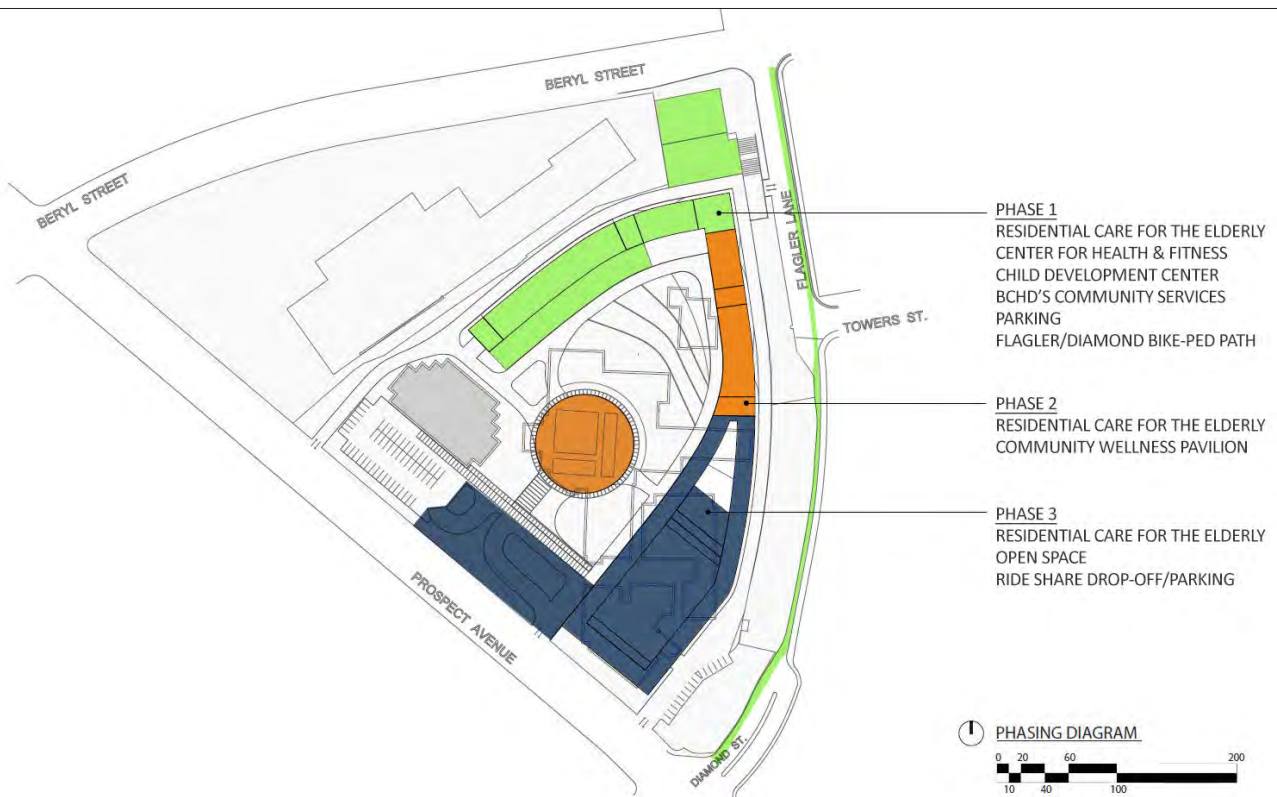 BERYL STREET
BERYL STREET
FLAGLER LANE
TOWERS ST.
PROSPECT AVENUE
DIAMOND ST.
PHASE 1
RESIDENTIAL CARE FOR THE ELDERLY
CENTER FOR HEALTH & FITNESS
CHILD DEVELOPMENT CENTER
BCHD'S COMMUNITY SERVICES
PARKING
FLAGLER/DIAMOND BIKE-PED PATH
PHASE 2
RESIDENTIAL CARE FOR THE ELDERLY
COMMUNITY WELLNESS PAVILION
PHASE 3
RESIDENTIAL CARE FOR THE ELDERLY
OPEN SPACE
RIDE SHARE DROP-OFF/PARKING
PHASING DIAGRAM
0 20 60 200
10 40 100